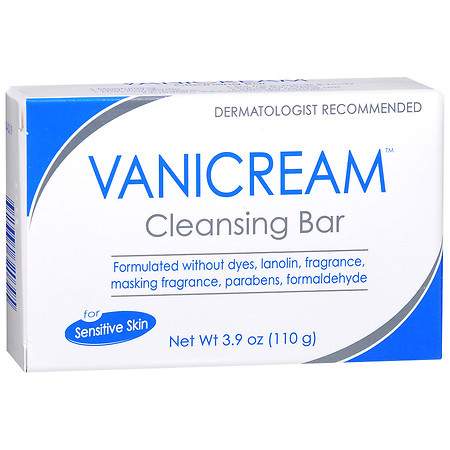 VANICREAM
DERMATOLOGIST RECOMMENDED
VANICREAM™
Cleansing Bar
Formulated without dyes, lanolin, fragrance,
masking fragrance, parabens, formaldehyde
for
Sensitive Skin
Net Wt 3.9 oz (110 g)